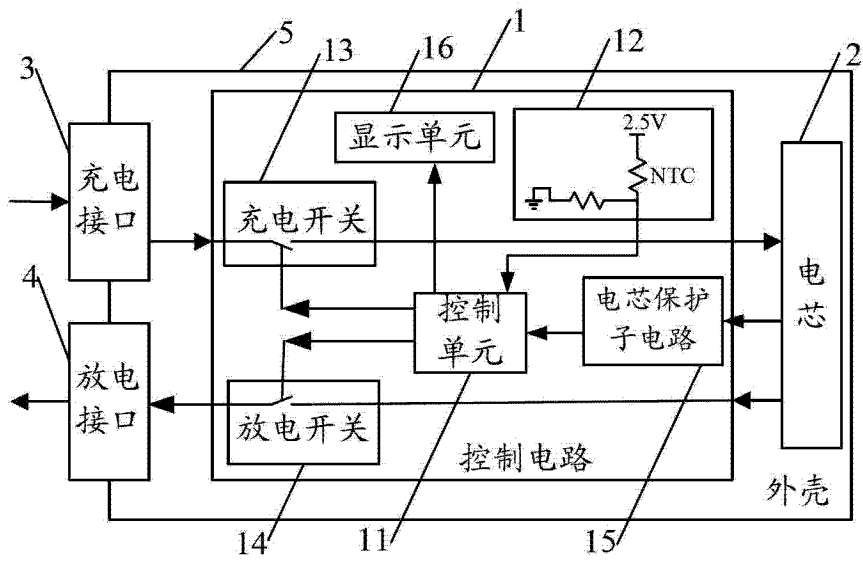 5
13
16
1
12
2
3
显示单元
2.5V
NTC
充电
接口
充电开关
电芯
4
控制
单元
电芯保护
子电路
放电
接口
放电开关
控制电路
外壳
14
11
15